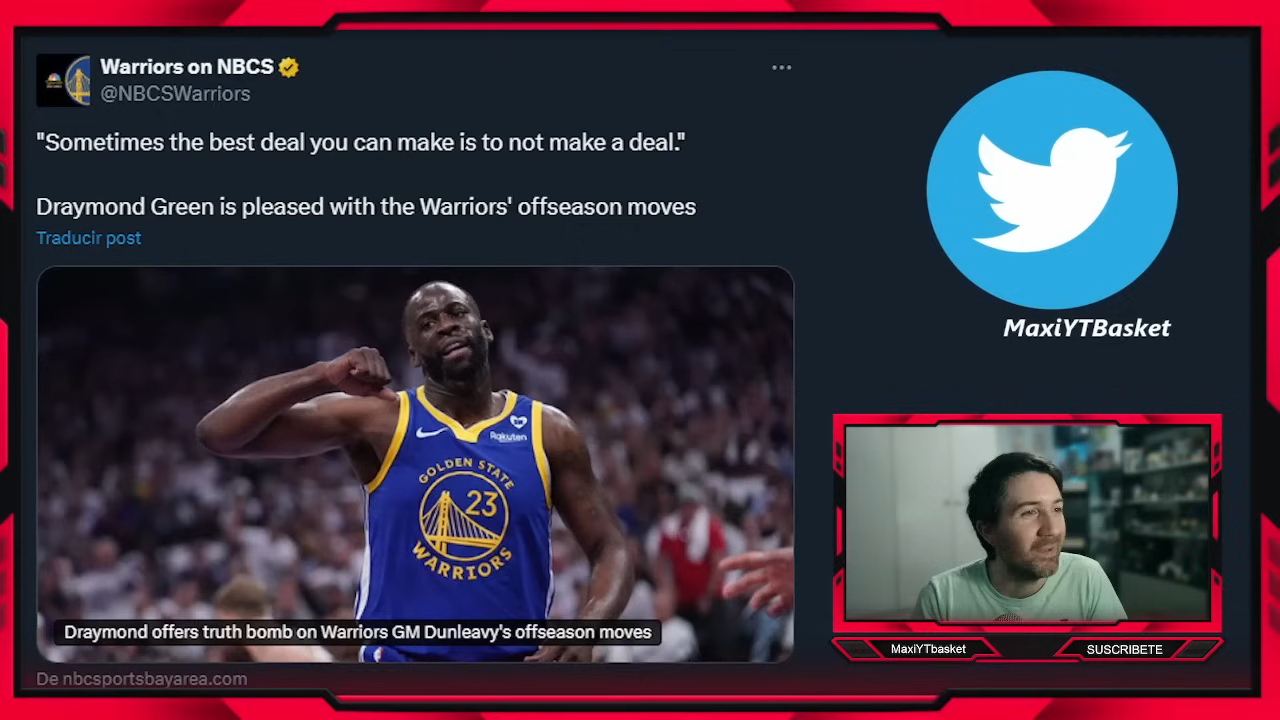 Warriors on NBCS
@NBCSWarriors
"Sometimes the best deal you can make is to not make a deal."
Draymond Green is pleased with the Warriors' offseason moves
Traducir post
Rakuten
GOLDEN STATE
23
WARRIORS
Draymond offers truth bomb on Warriors GM Dunleavy's offseason moves
De nbcsportsbayarea.com
MaxiYTBasket
MaxiYTbasket
SUSCRIBETE